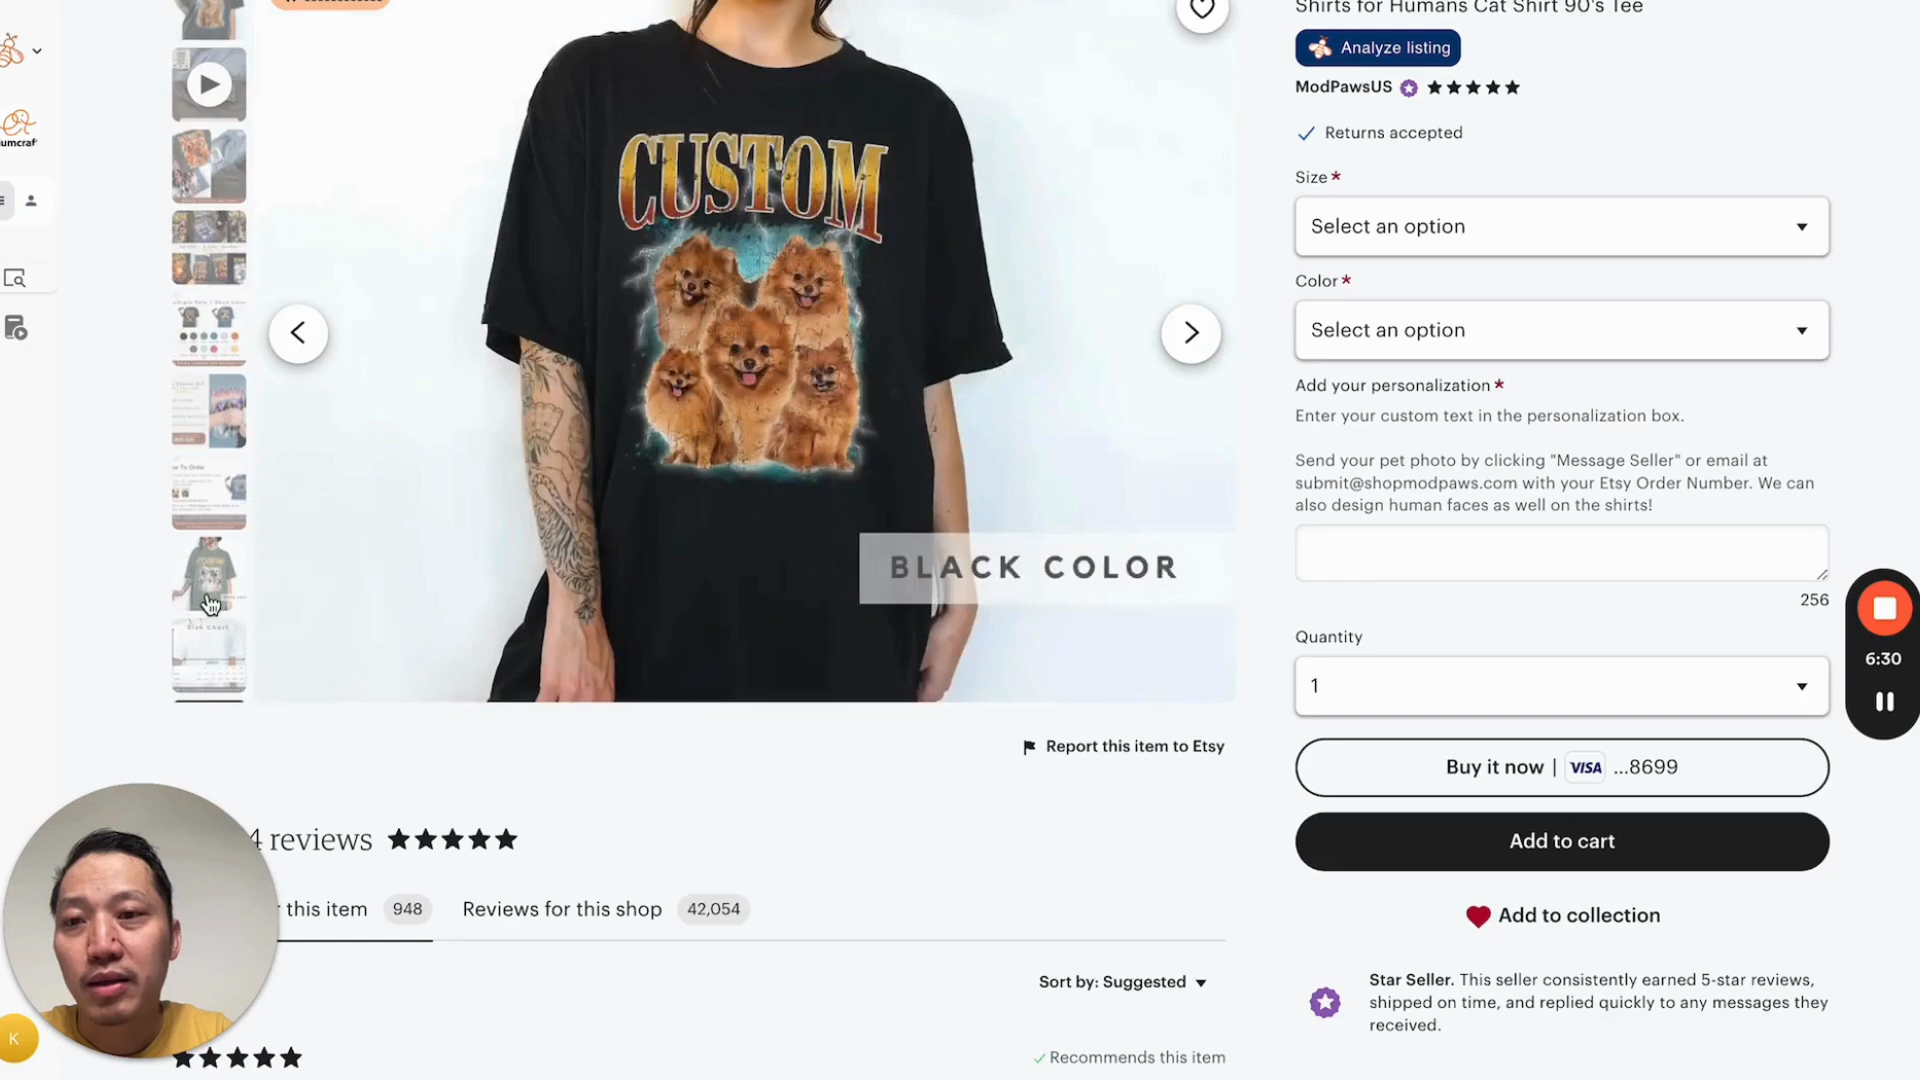 Shirts for Humans Cat Shirt 90's Tee
Analyze listing
ModPawsUS
Returns accepted
Size*
Select an option
Color*
Select an option
Add your personalization*
Enter your custom text in the personalization box.
Send your pet photo by clicking "Message Seller" or email at
submit@shopmodpaws.com with your Etsy Order Number. We can
also design human faces as well on the shirts!
256
Quantity
1
Buy it now | VISA ...8699
Add to cart
Add to collection
Star Seller. This seller consistently earned 5-star reviews,
shipped on time, and replied quickly to any messages they
received.
CUSTOM
BLACK COLOR
Report this item to Etsy
4 reviews
this item 948
Reviews for this shop 42,054
Sort by: Suggested
Recommends this item
umcraf
Size Chart
6:30
K